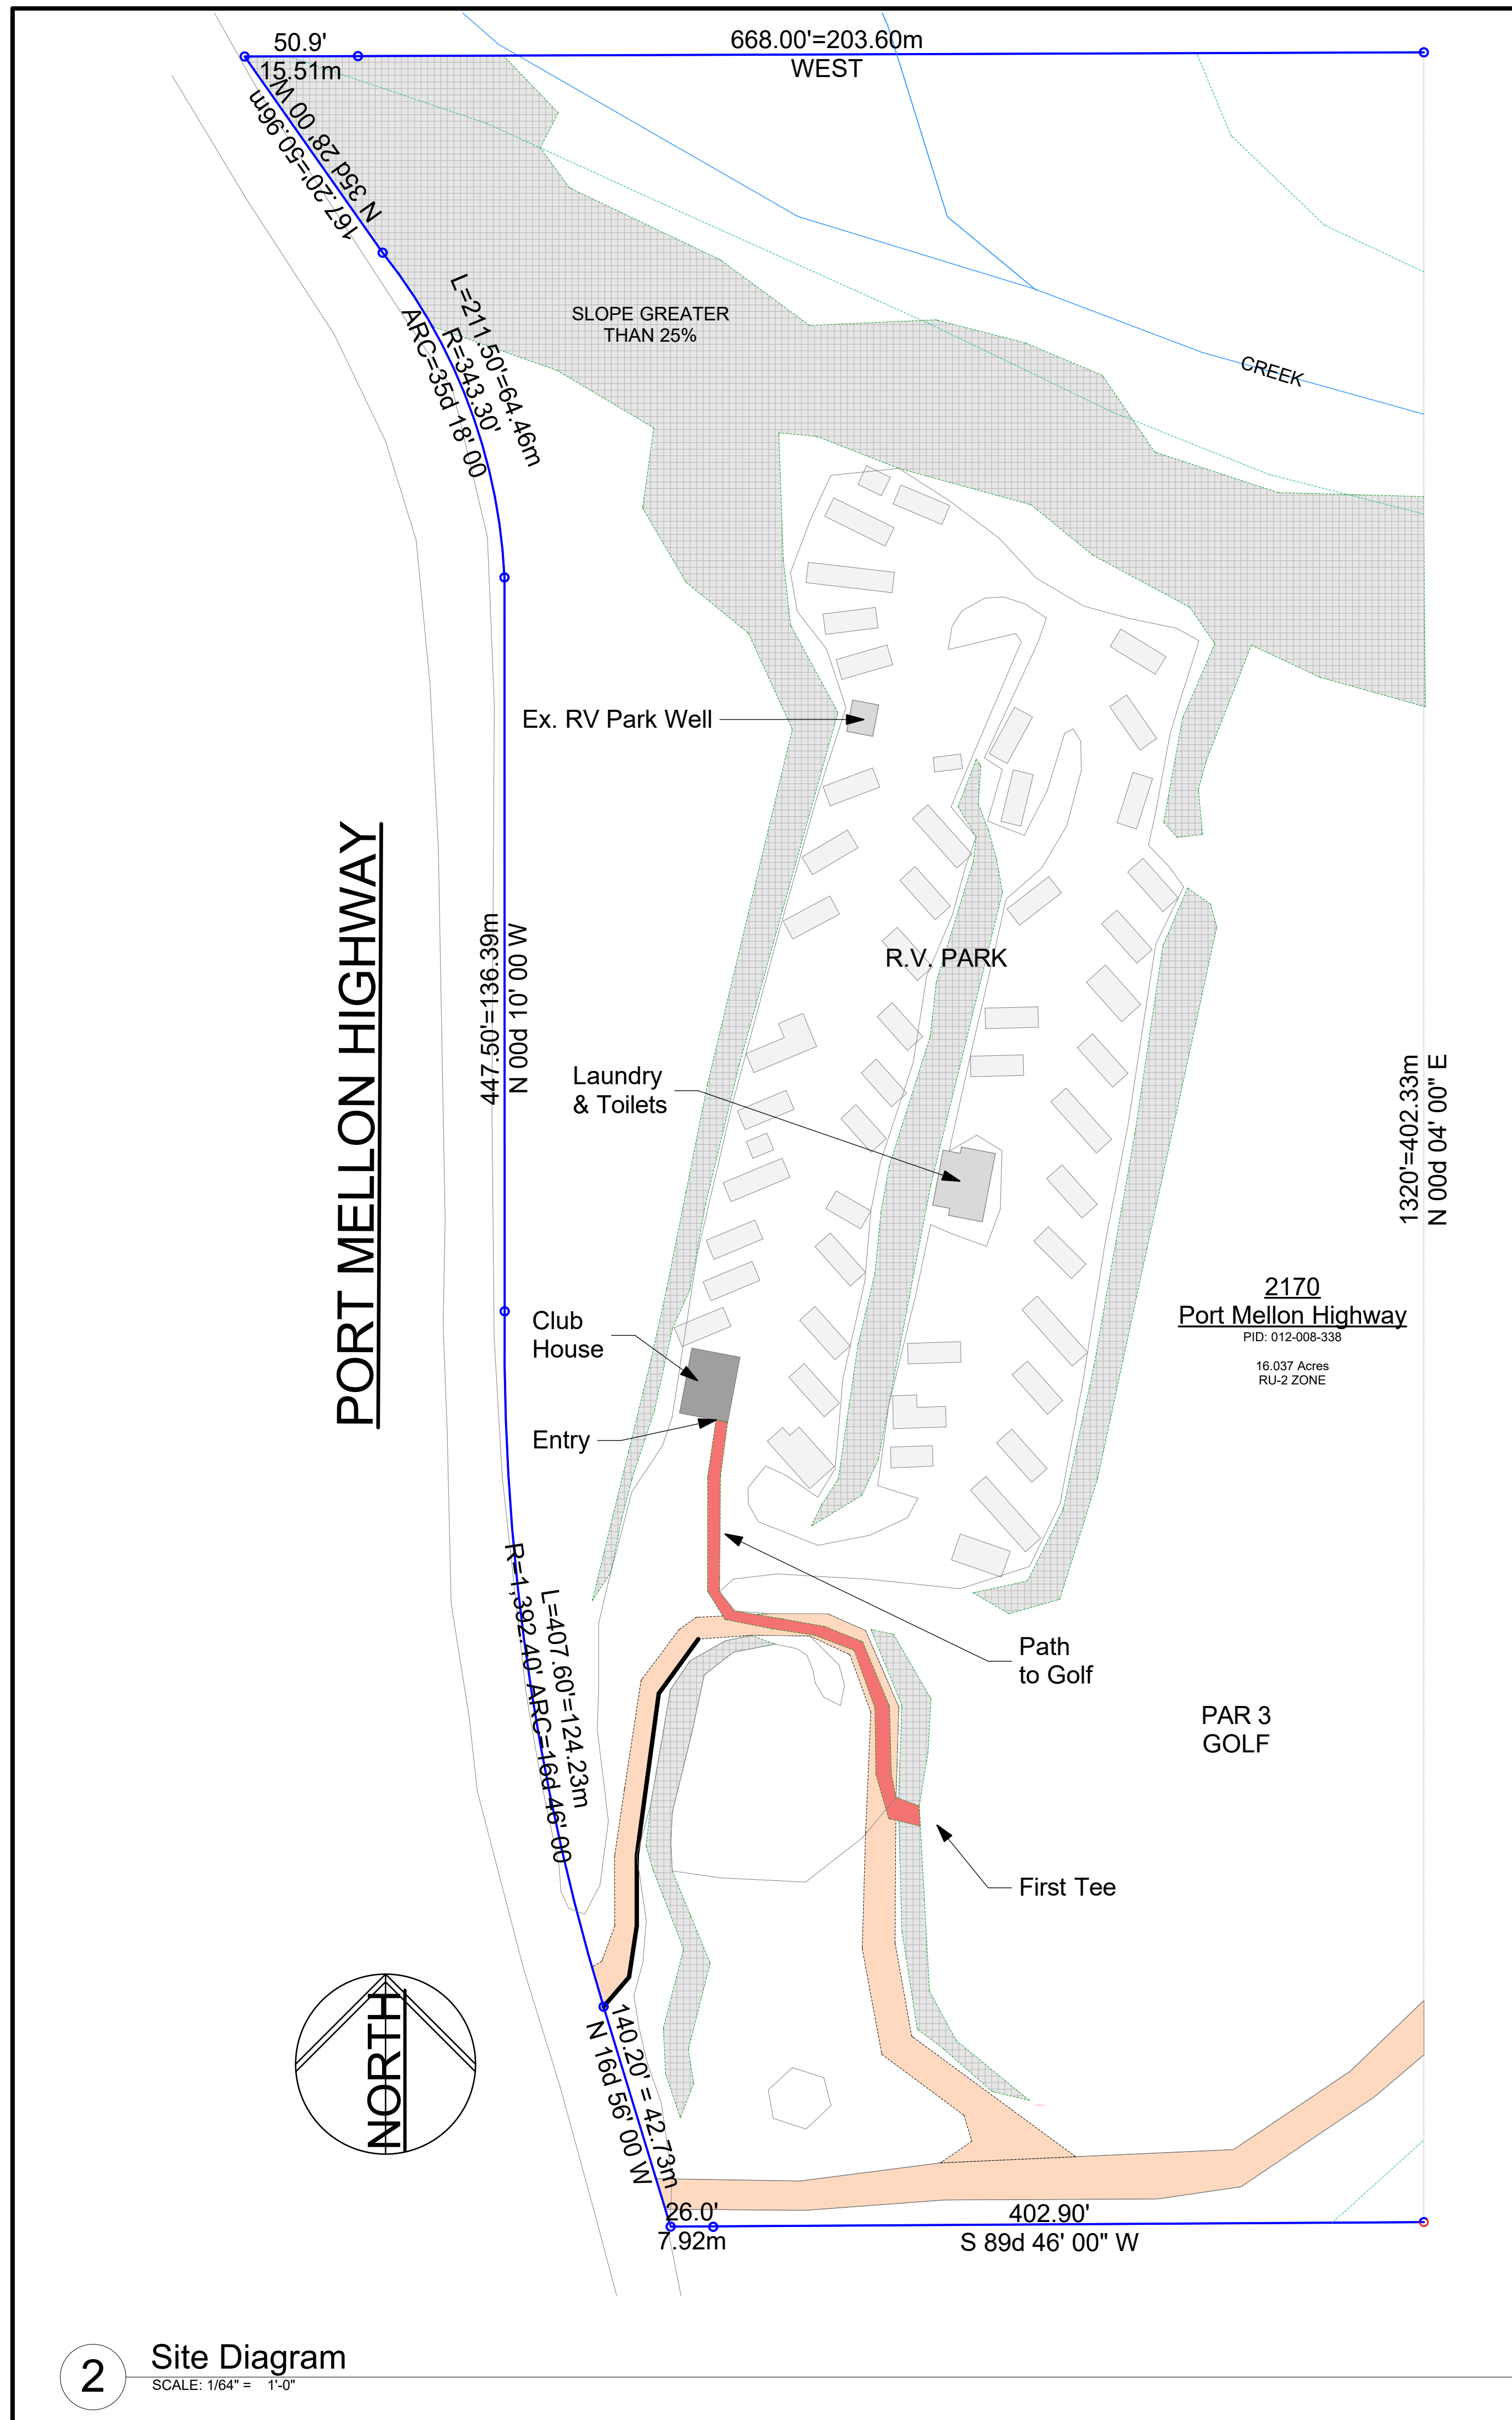 50.9'
15.51m
668.00'=203.60m
WEST
N 35d 28' 00 W
167.20'=50.96m
L=211.50'=64.46m
R=343.30'
ARC=35d 18' 00
SLOPE GREATER
THAN 25%
CREEK
Ex. RV Park Well
PORT MELLON HIGHWAY
447.50'=136.39m
N 00d 10' 00 W
R.V. PARK
Laundry
& Toilets
1320'=402.33m
N 00d 04' 00" E
2170
Port Mellon Highway
PID: 012-008-338
16.037 Acres
RU-2 ZONE
Club
House
Entry
L=407.60'=124.23m
R=1,392.40' ARC=16d 46' 00
Path
to Golf
PAR 3
GOLF
First Tee
NORTH
140.20' = 42.73m
N 16d 56' 00 W
26.0'
7.92m
402.90'
S 89d 46' 00" W
2
Site Diagram
SCALE: 1/64" = 1'-0"